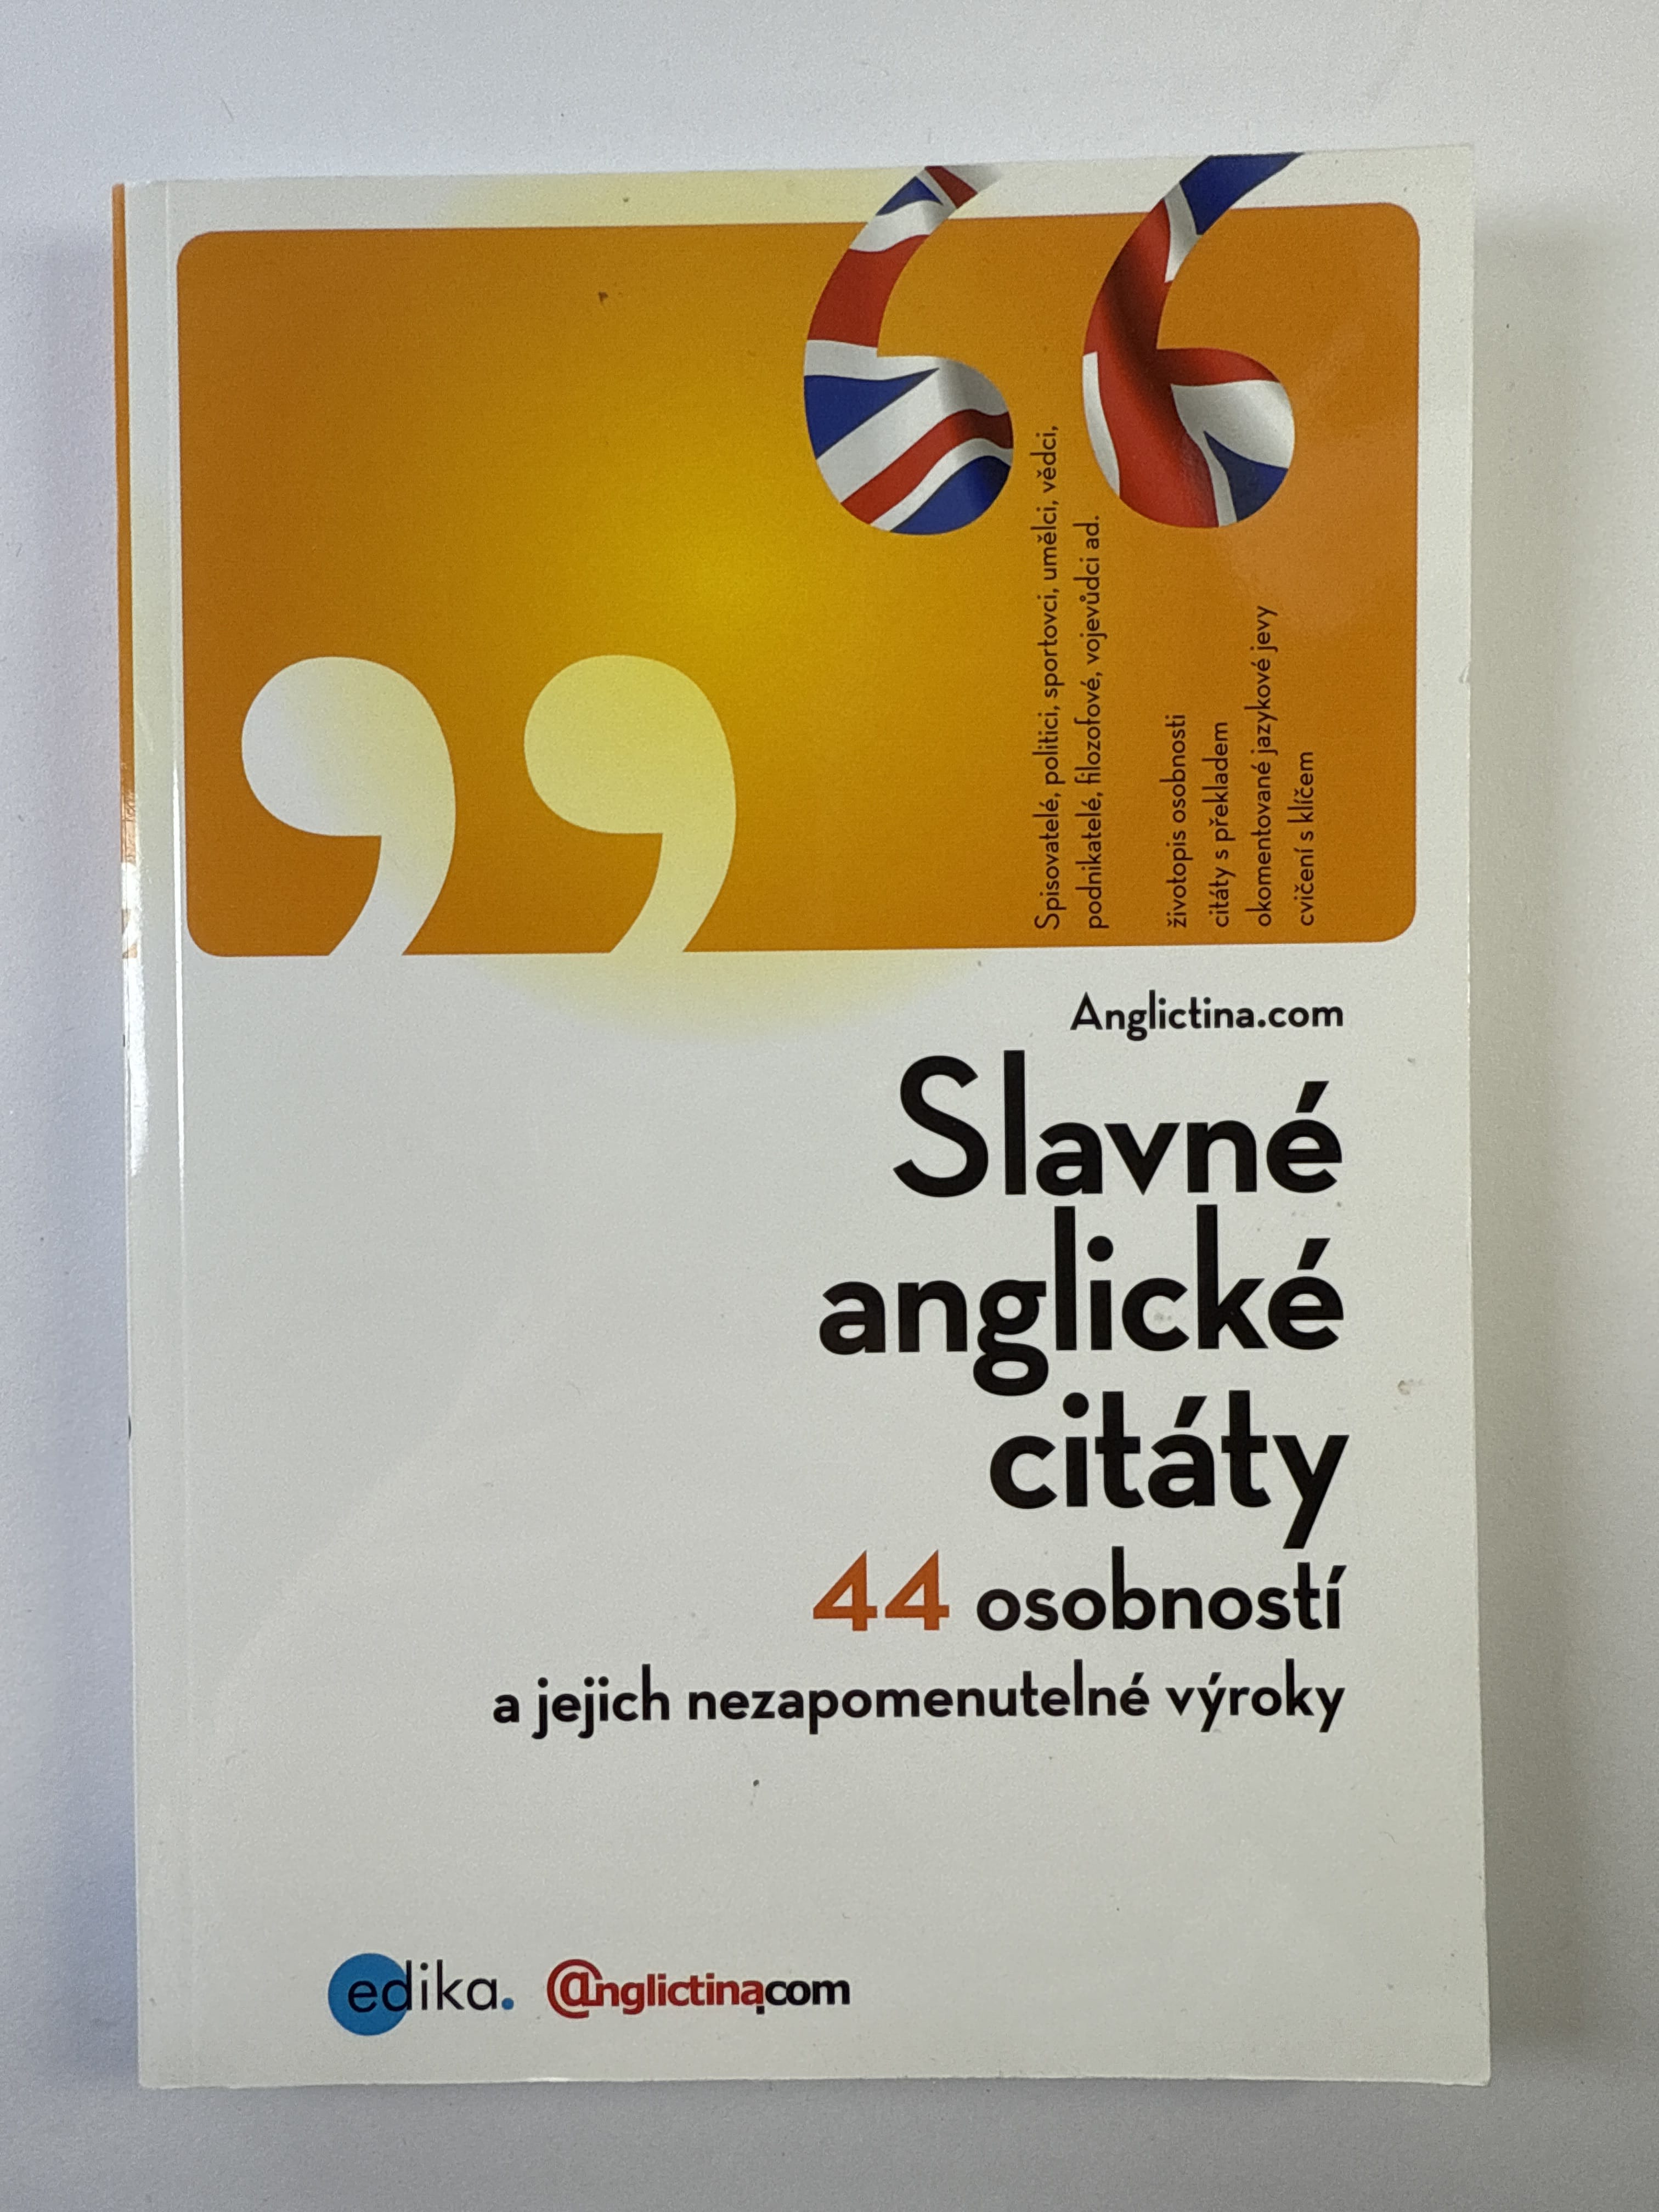 Spisovatelé, politici, sportovci, umělci, vědci,
podnikatelé, filozofové, vojevůdci ad.
životopis osobnosti
citáty s překladem
okomentované jazykové jevy
cvičení s klíčem
Anglictina.com
Slavné
anglické
citáty
44 osobností
a jejich nezapomenutelné výroky
edika.
@nglictina.com